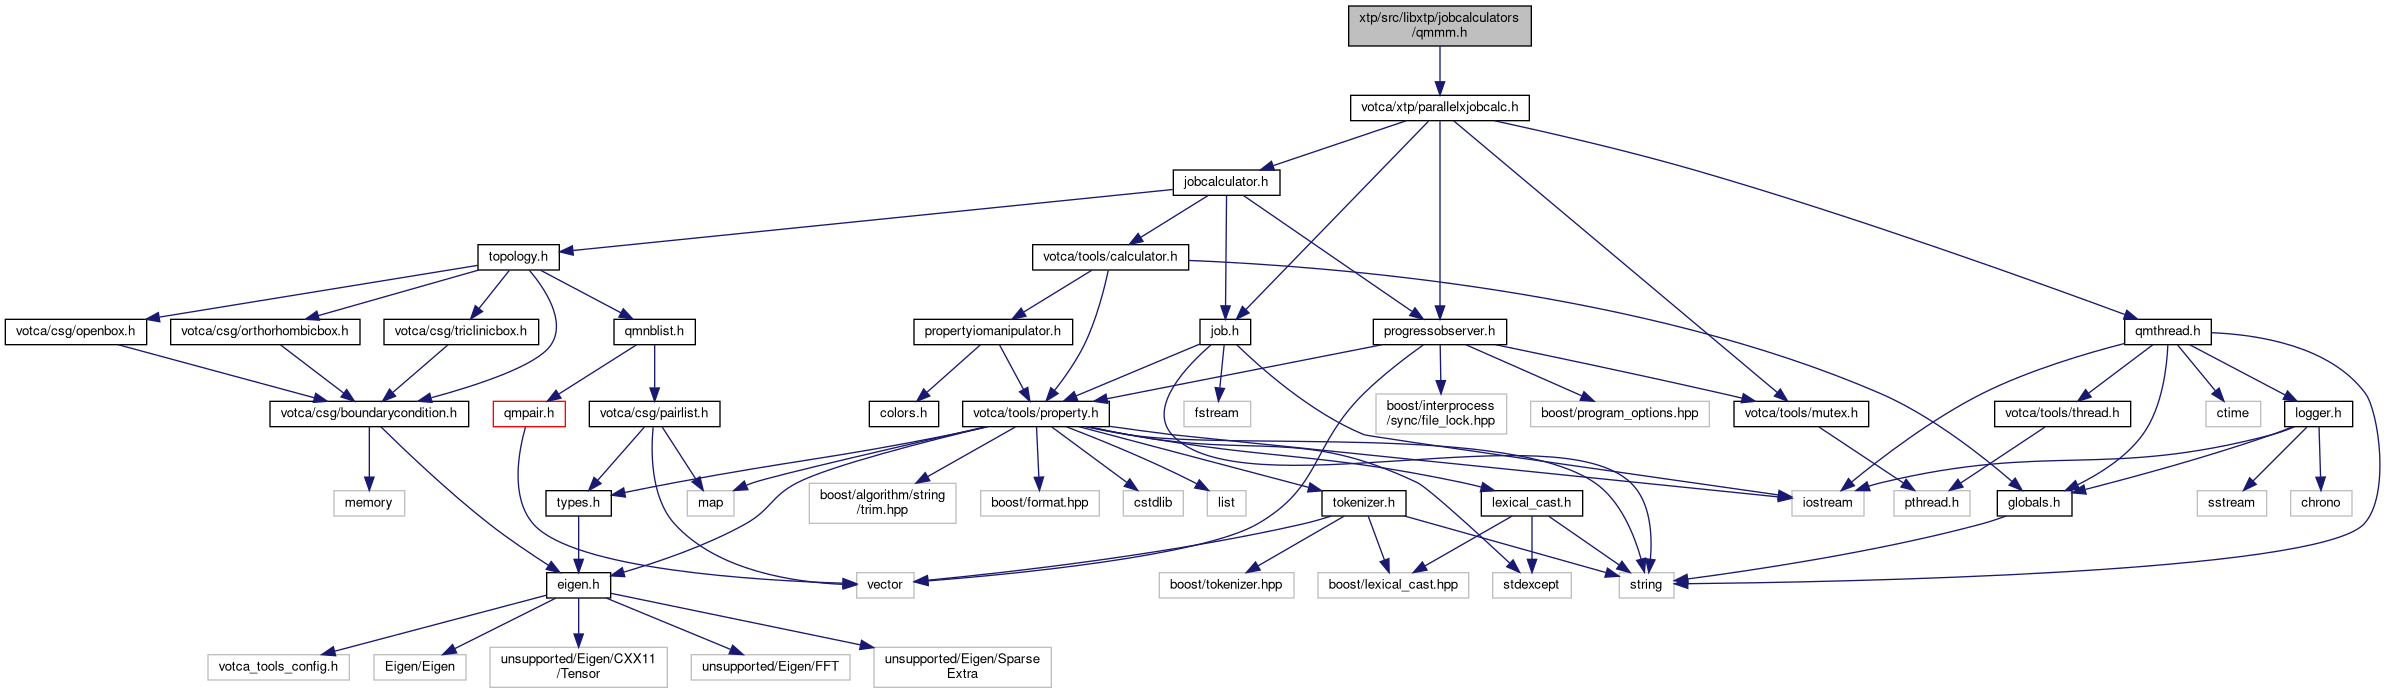 xtp/src/libxtp/jobcalculators
/qmmm.h
votca/xtp/parallelxjobcalc.h
jobcalculator.h
topology.h
votca/tools/calculator.h
votca/csg/openbox.h
votca/csg/orthorhombicbox.h
votca/csg/triclinicbox.h
qmnblist.h
propertyiomanipulator.h
job.h
progressobserver.h
qmthread.h
votca/csg/boundarycondition.h
qmpair.h
votca/csg/pairlist.h
colors.h
votca/tools/property.h
fstream
boost/interprocess
/sync/file_lock.hpp
boost/program_options.hpp
votca/tools/mutex.h
votca/tools/thread.h
ctime
logger.h
memory
types.h
map
boost/algorithm/string
/trim.hpp
boost/format.hpp
cstdlib
list
tokenizer.h
lexical_cast.h
iostream
pthread.h
globals.h
sstream
chrono
eigen.h
vector
boost/tokenizer.hpp
boost/lexical_cast.hpp
stdexcept
string
votca_tools_config.h
Eigen/Eigen
unsupported/Eigen/CXX11
/Tensor
unsupported/Eigen/FFT
unsupported/Eigen/Sparse
Extra